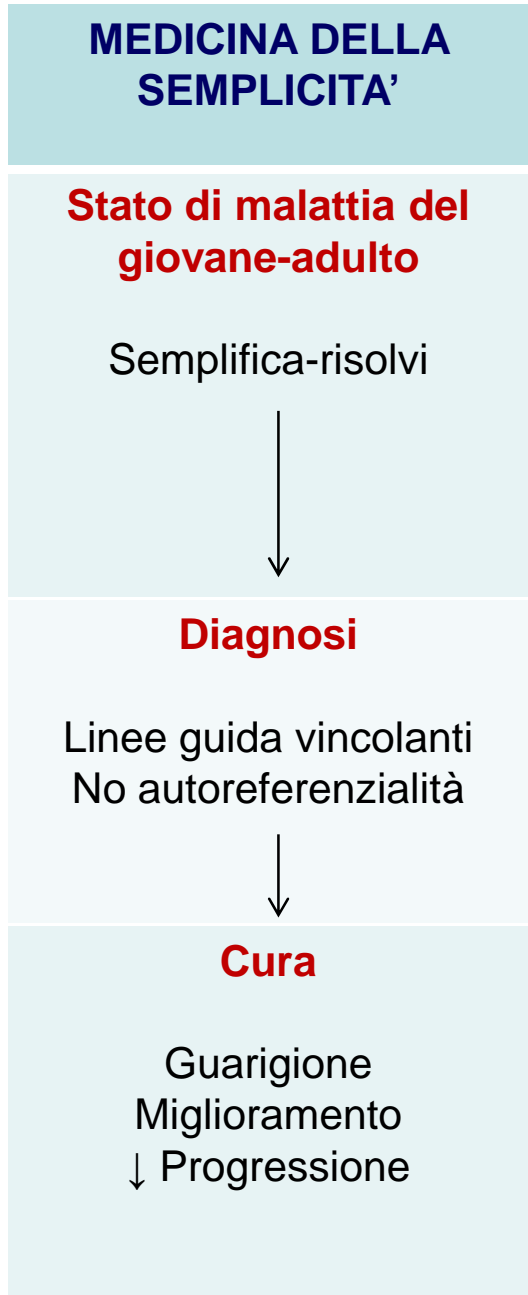 MEDICINA DELLA
SEMPLICITA’
Stato di malattia del
giovane-adulto
Semplifica-risolvi
Diagnosi
Linee guida vincolanti
No autoreferenzialità
Cura
Guarigione
Miglioramento
↓ Progressione